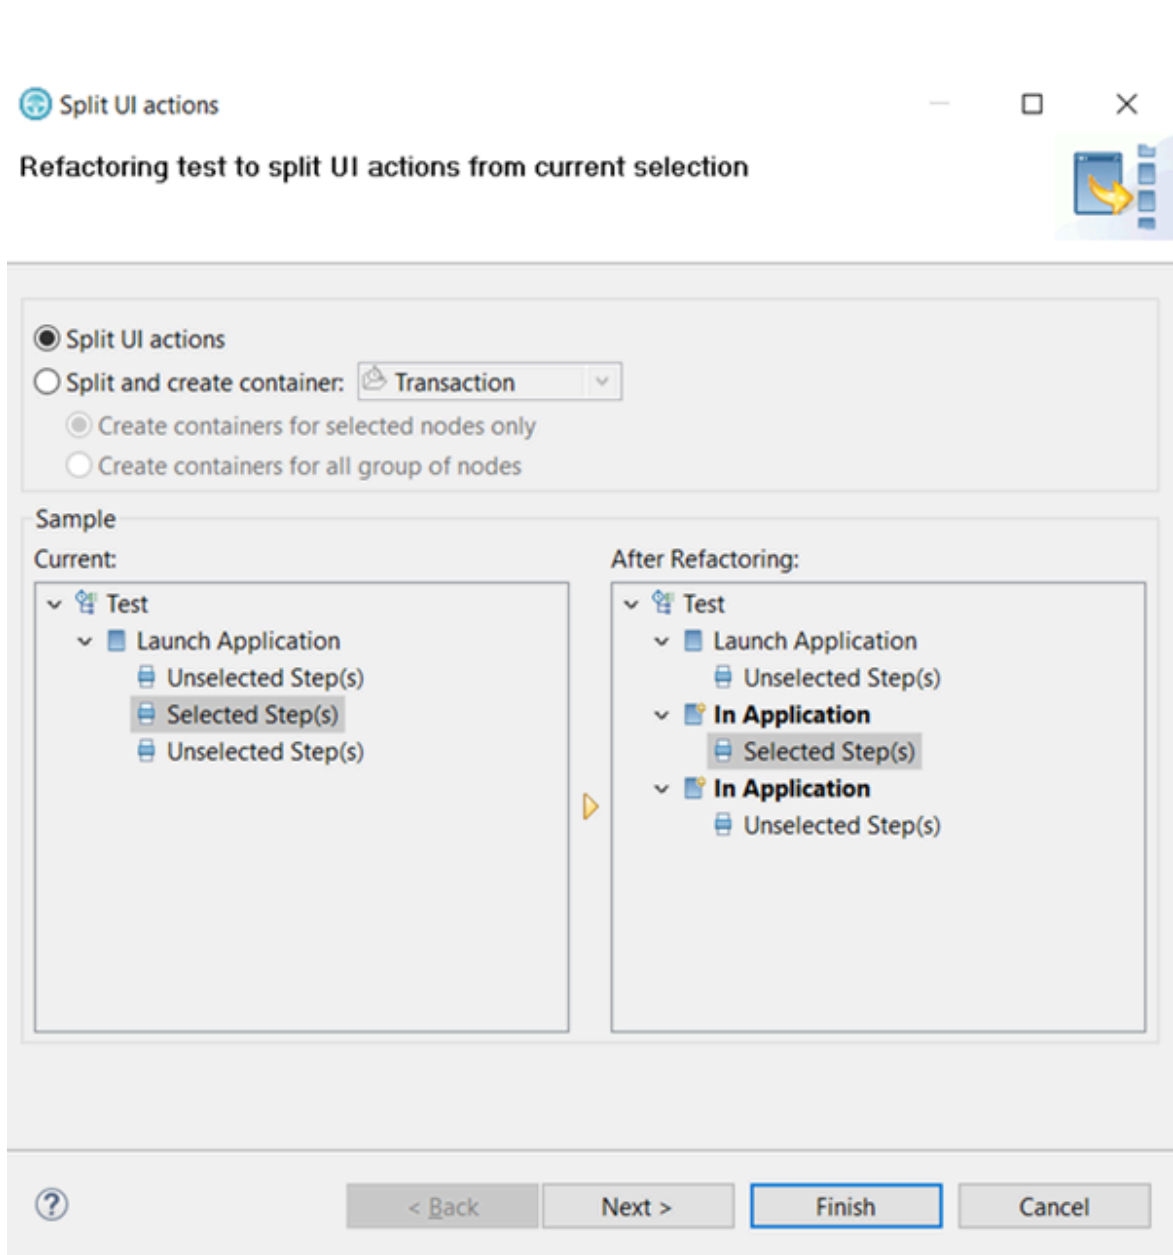 Split UI actions
Refactoring test to split UI actions from current selection
Split UI actions
Split and create container: Transaction
Create containers for selected nodes only
Create containers for all group of nodes
Sample
Current:
Test
Launch Application
Unselected Step(s)
Selected Step(s)
Unselected Step(s)
After Refactoring:
Test
Launch Application
Unselected Step(s)
In Application
Selected Step(s)
In Application
Unselected Step(s)
?
< Back
Next >
Finish
Cancel